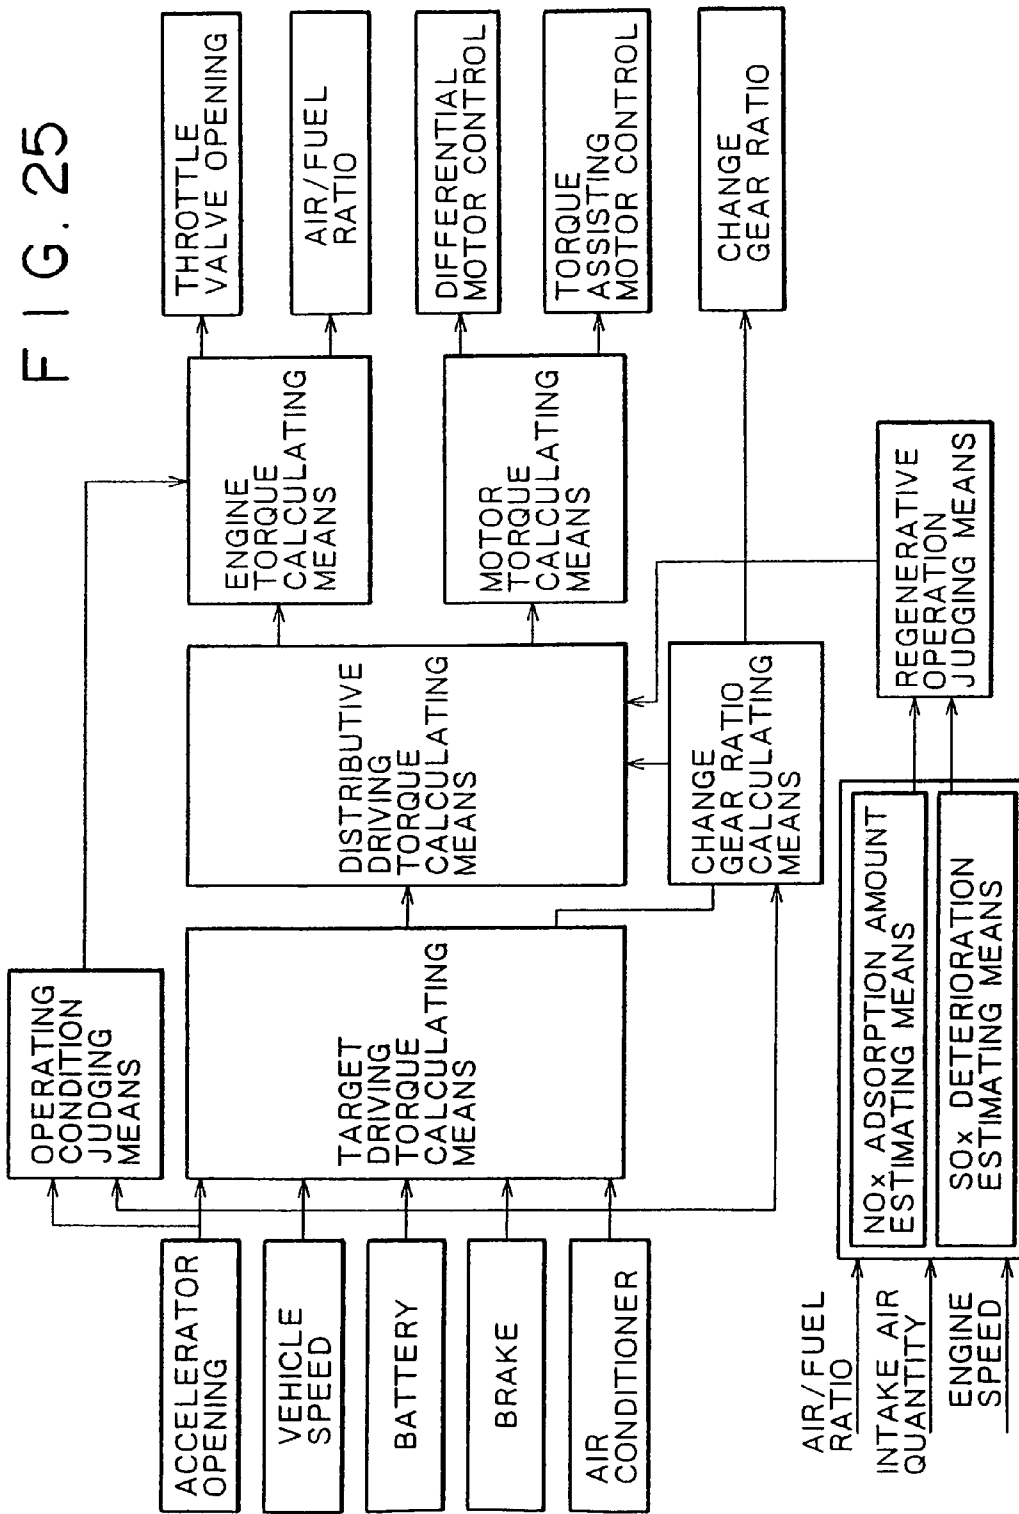 FIG. 25
ACCELERATOR
OPENING
VEHICLE
SPEED
BATTERY
BRAKE
AIR
CONDITIONER
OPERATING
CONDITION
JUDGING
MEANS
TARGET
DRIVING
TORQUE
CALCULATING
MEANS
DISTRIBUTIVE
DRIVING
TORQUE
CALCULATING
MEANS
CHANGE
GEAR RATIO
CALCULATING
MEANS
ENGINE
TORQUE
CALCULATING
MEANS
MOTOR
TORQUE
CALCULATING
MEANS
THROTTLE
VALVE OPENING
AIR/FUEL
RATIO
DIFFERENTIAL
MOTOR CONTROL
TORQUE
ASSISTING
MOTOR CONTROL
CHANGE
GEAR RATIO
AIR/FUEL
RATIO
INTAKE AIR
QUANTITY
ENGINE
SPEED
NOx ADSORPTION AMOUNT
ESTIMATING MEANS
SOx DETERIORATION
ESTIMATING MEANS
REGENERATIVE
OPERATION
JUDGING MEANS